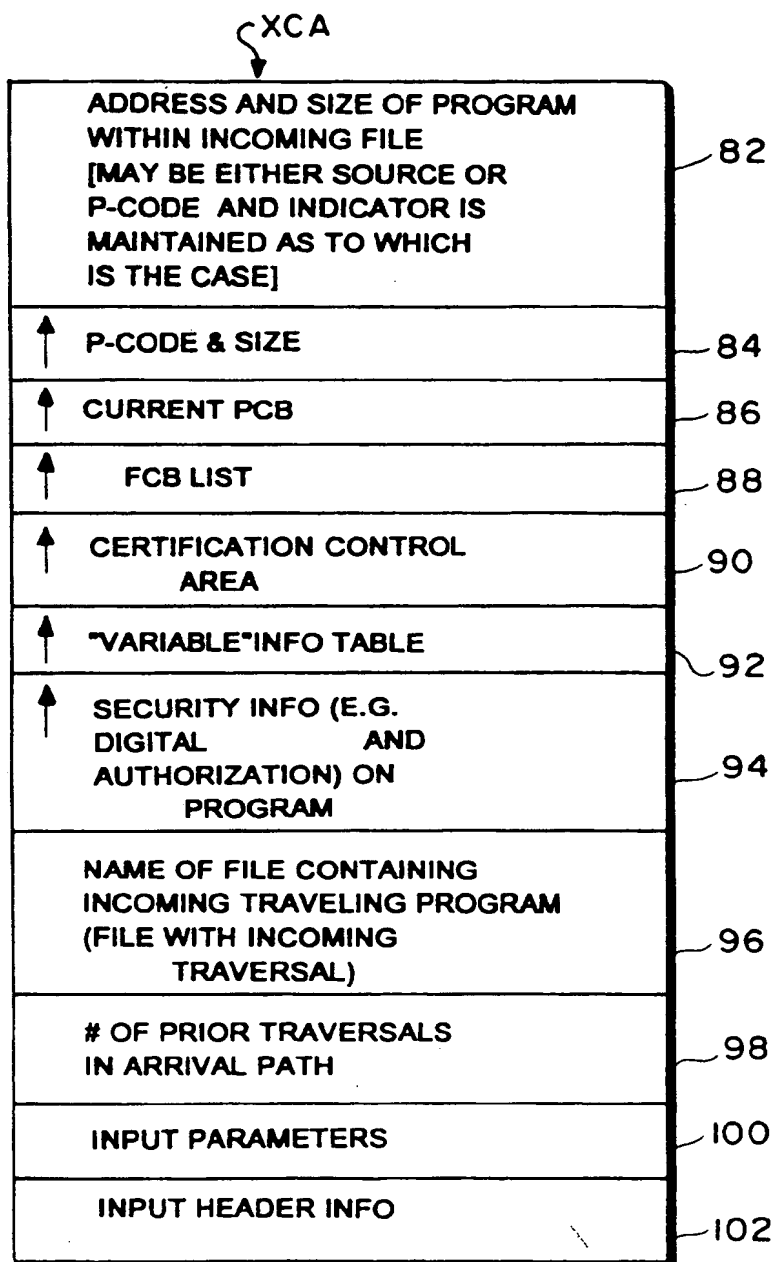 XCA
ADDRESS AND SIZE OF PROGRAM
WITHIN INCOMING FILE
[MAY BE EITHER SOURCE OR
P-CODE AND INDICATOR IS
MAINTAINED AS TO WHICH
IS THE CASE]
82
P-CODE & SIZE
84
CURRENT PCB
86
FCB LIST
88
CERTIFICATION CONTROL
AREA
90
"VARIABLE"INFO TABLE
92
SECURITY INFO (E.G.
DIGITAL AND
AUTHORIZATION) ON
PROGRAM
94
NAME OF FILE CONTAINING
INCOMING TRAVELING PROGRAM
(FILE WITH INCOMING
TRAVERSAL)
96
# OF PRIOR TRAVERSALS
IN ARRIVAL PATH
98
INPUT PARAMETERS
100
INPUT HEADER INFO
102